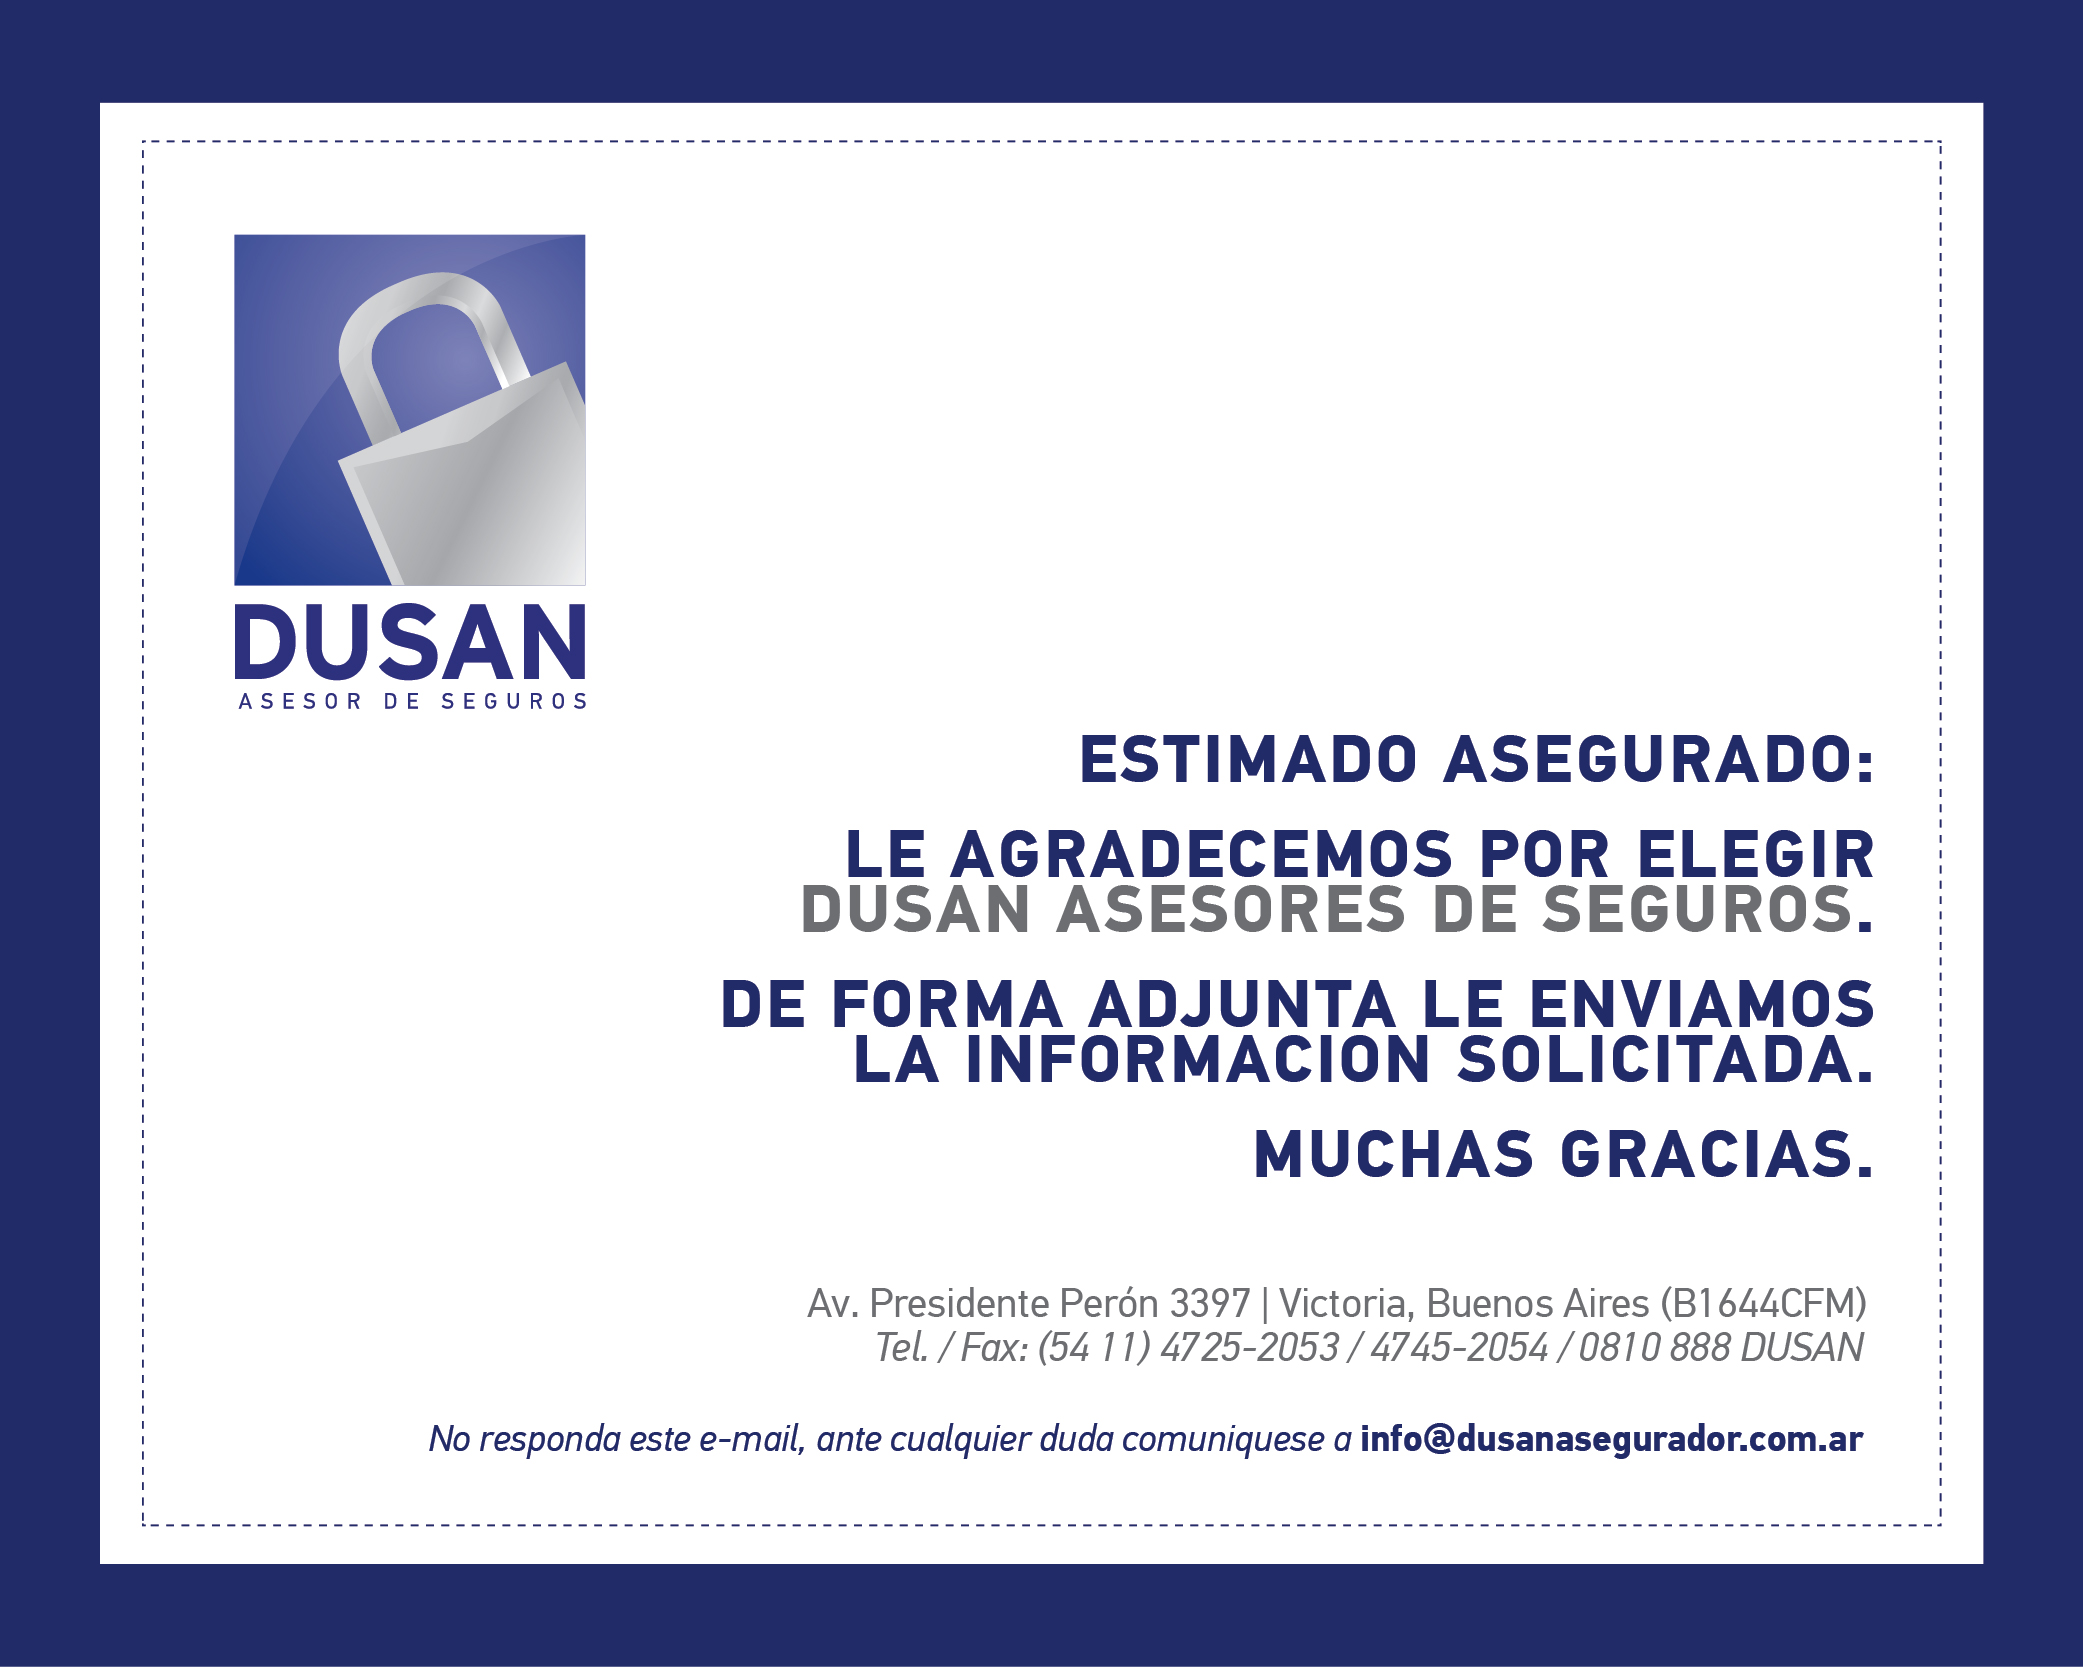 DUSAN
ASESOR DE SEGUROS
ESTIMADO ASEGURADO:
LE AGRADECEMOS POR ELEGIR
DUSAN ASESORES DE SEGUROS.
DE FORMA ADJUNTA LE ENVIAMOS
LA INFORMACION SOLICITADA.
MUCHAS GRACIAS.
Av. Presidente Perón 3397 | Victoria, Buenos Aires (B1644CFM)
Tel. / Fax: (54 11) 4725-2053 / 4745-2054 / 0810 888 DUSAN
No responda este e-mail, ante cualquier duda comuniquese a info@dusanasegurador.com.ar